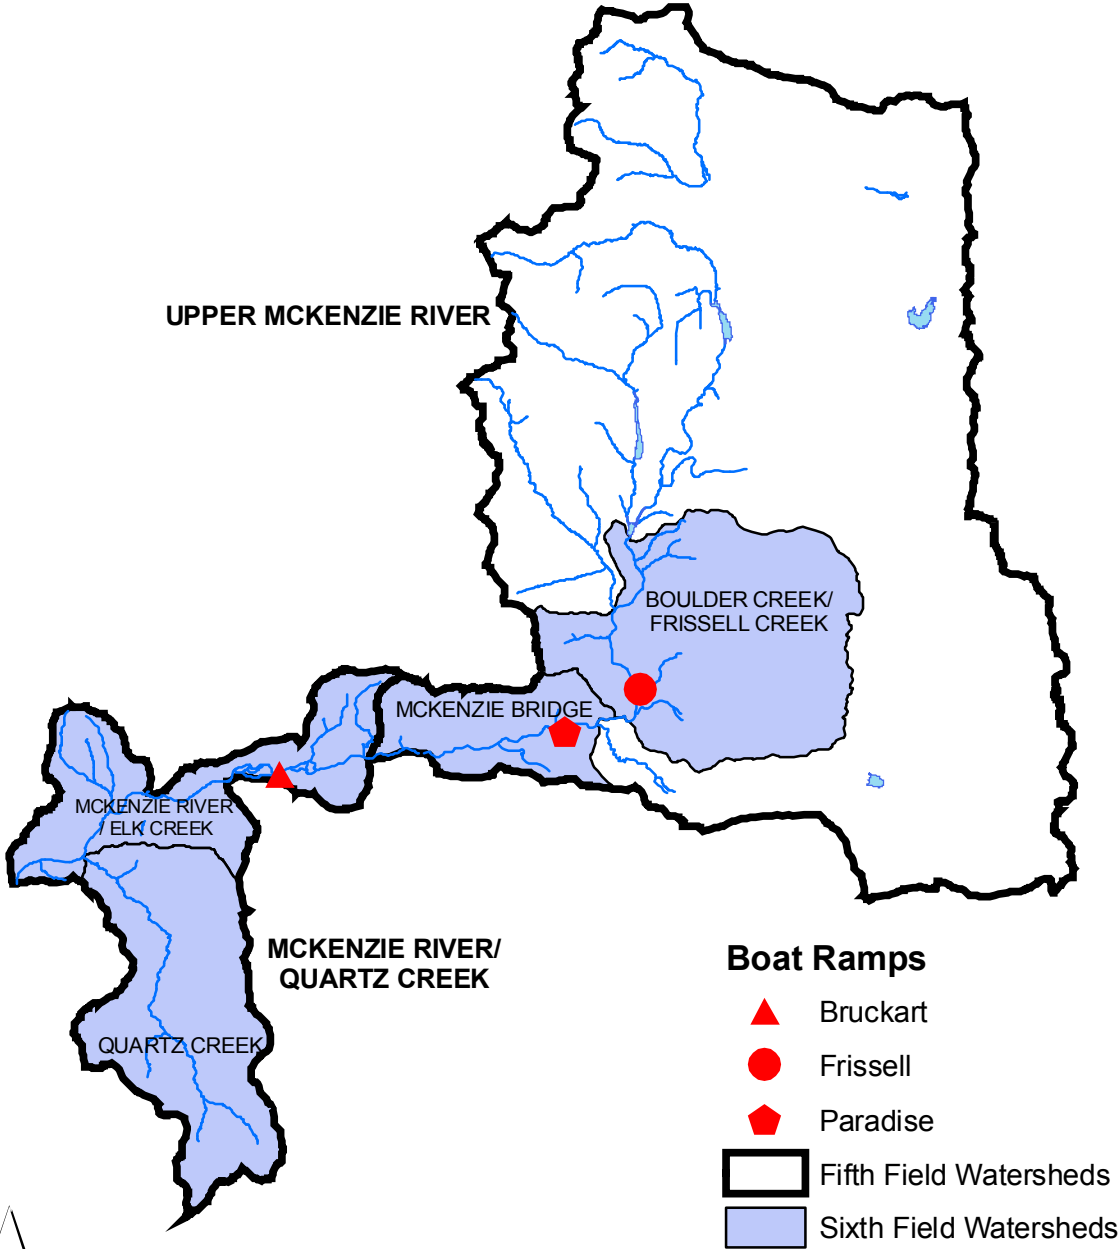 UPPER MCKENZIE RIVER
BOULDER CREEK/
FRISSELL CREEK
MCKENZIE BRIDGE
MCKENZIE RIVER
/ ELK CREEK
MCKENZIE RIVER/
QUARTZ CREEK
QUARTZ CREEK
Boat Ramps
Bruckart
Frissell
Paradise
Fifth Field Watersheds
Sixth Field Watersheds